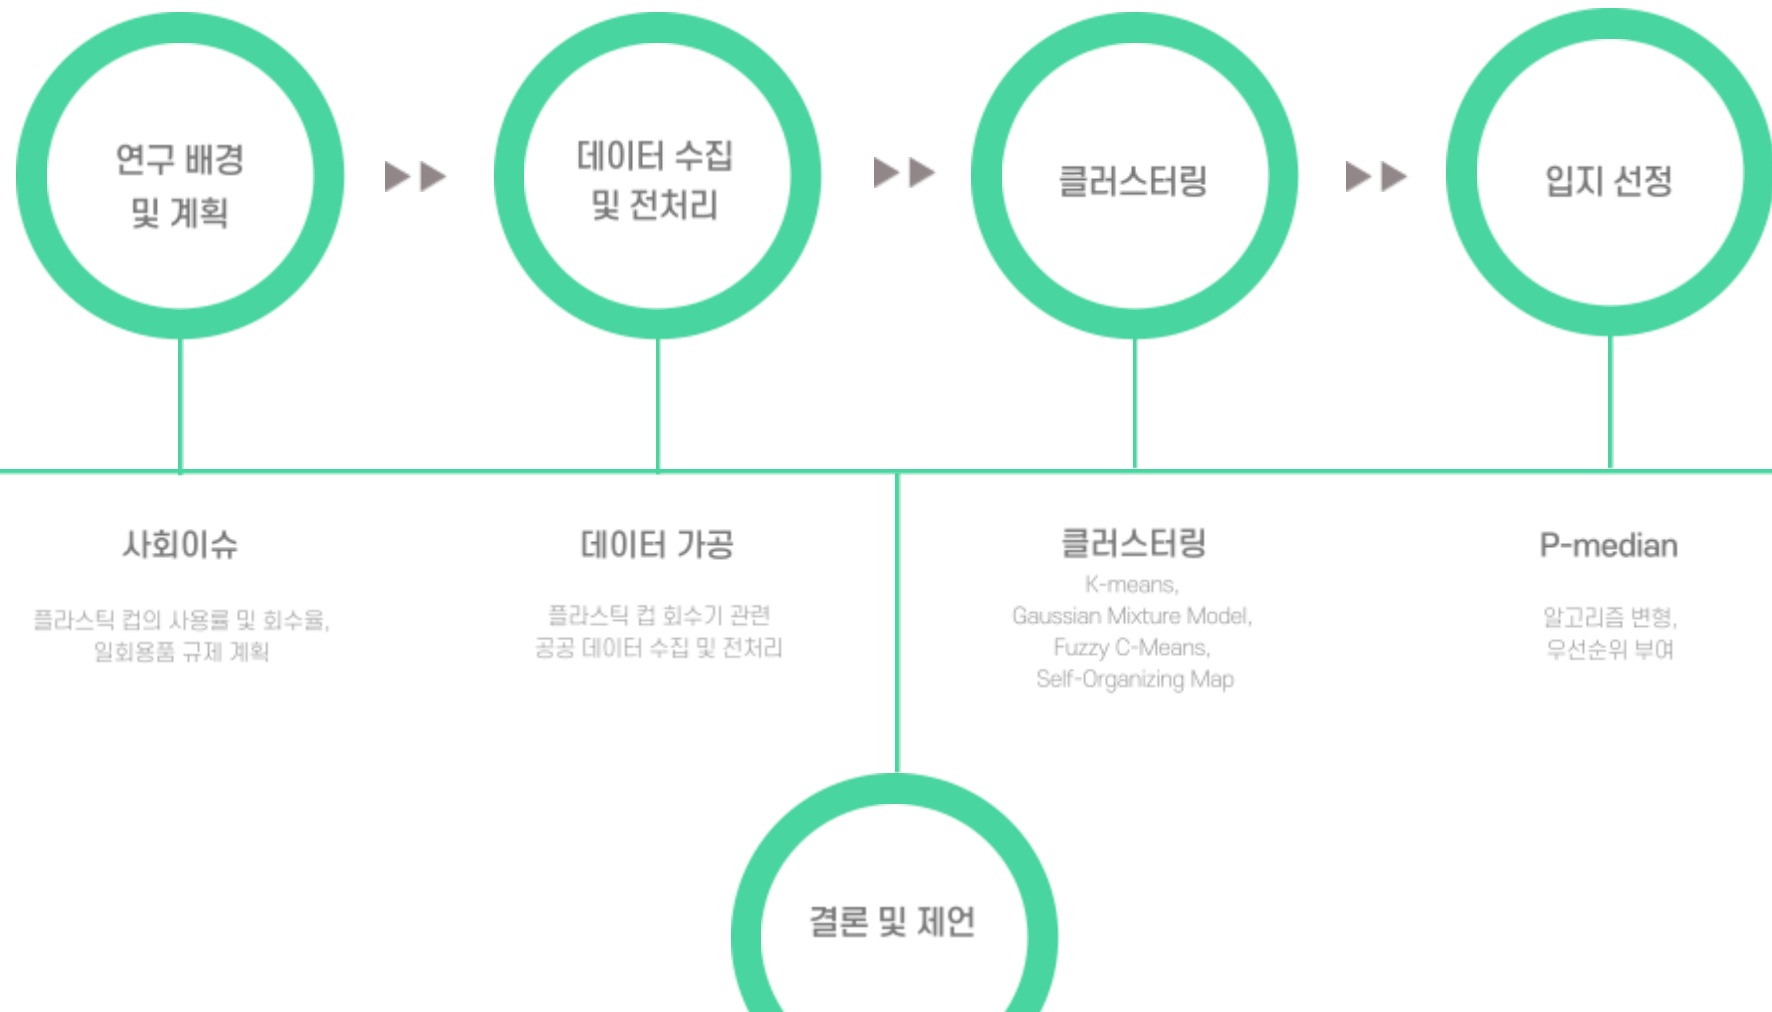 연구 배경
및 계획
데이터 수집
및 전처리
클러스터링
입지 선정
사회이슈
플라스틱 컵의 사용률 및 회수율,
일회용품 규제 계획
데이터 가공
플라스틱 컵 회수기 관련
공공 데이터 수집 및 전처리
클러스터링
K-means,
Gaussian Mixture Model,
Fuzzy C-Means,
Self-Organizing Map
P-median
알고리즘 변형,
우선순위 부여
결론 및 제언